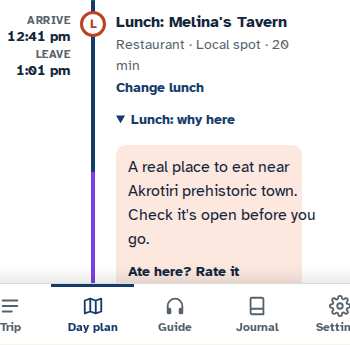 ARRIVE
12:41 pm
LEAVE
1:01 pm
L
Lunch: Melina's Tavern
Restaurant · Local spot · 20
min
Change lunch
▼ Lunch: why here
A real place to eat near
Akrotiri prehistoric town.
Check it's open before you
go.
Ate here? Rate it
Trip
Day plan
Guide
Journal
Settin